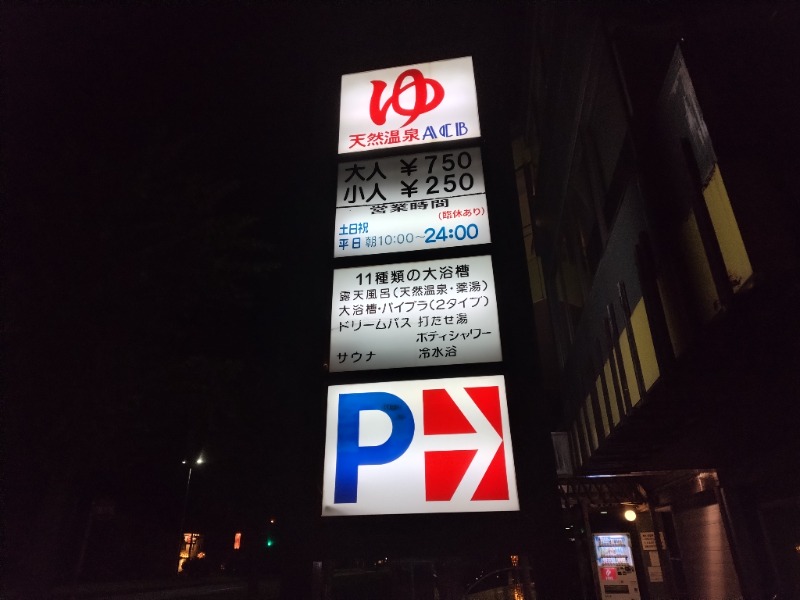 ゆ
天然温泉ACB
大人 ¥750
小人 ¥250
営業時間
(臨休あり)
土日祝
平日 朝10:00~24:00
11種類の大浴槽
露天風呂(天然温泉・薬湯)
大浴槽・バイブラ(2タイプ)
ドリームバス 打たせ湯
ボディシャワー
サウナ 冷水浴
P